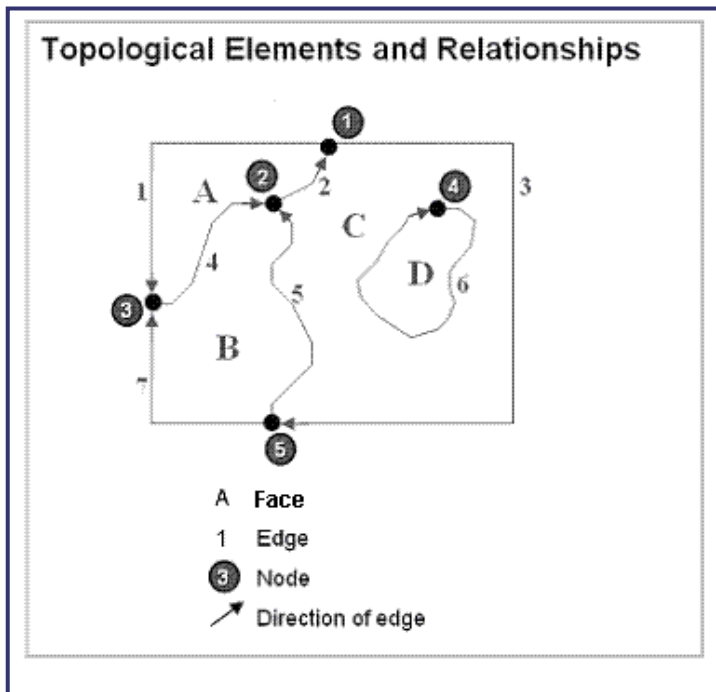 Topological Elements and Relationships
1
1
A
2
2
4
3
C
4
5
D
6
3
B
7
5
A Face
1 Edge
3 Node
Direction of edge